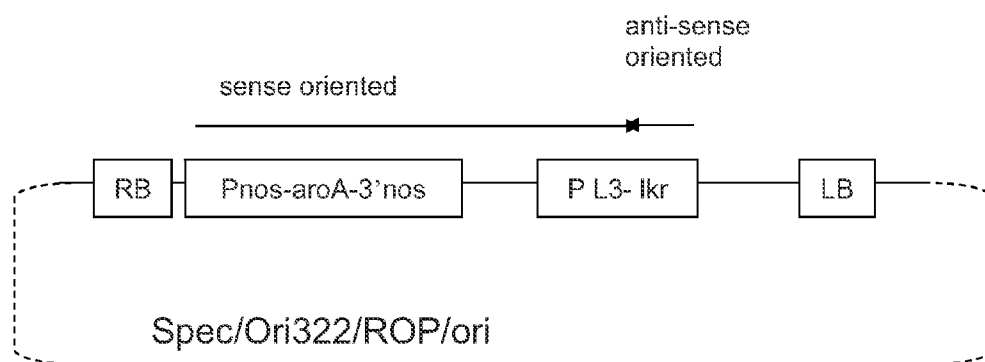 anti-sense
oriented
sense oriented
RB
Pnos-aroA-3’nos
P L3- lkr
LB
Spec/Ori322/ROP/ori